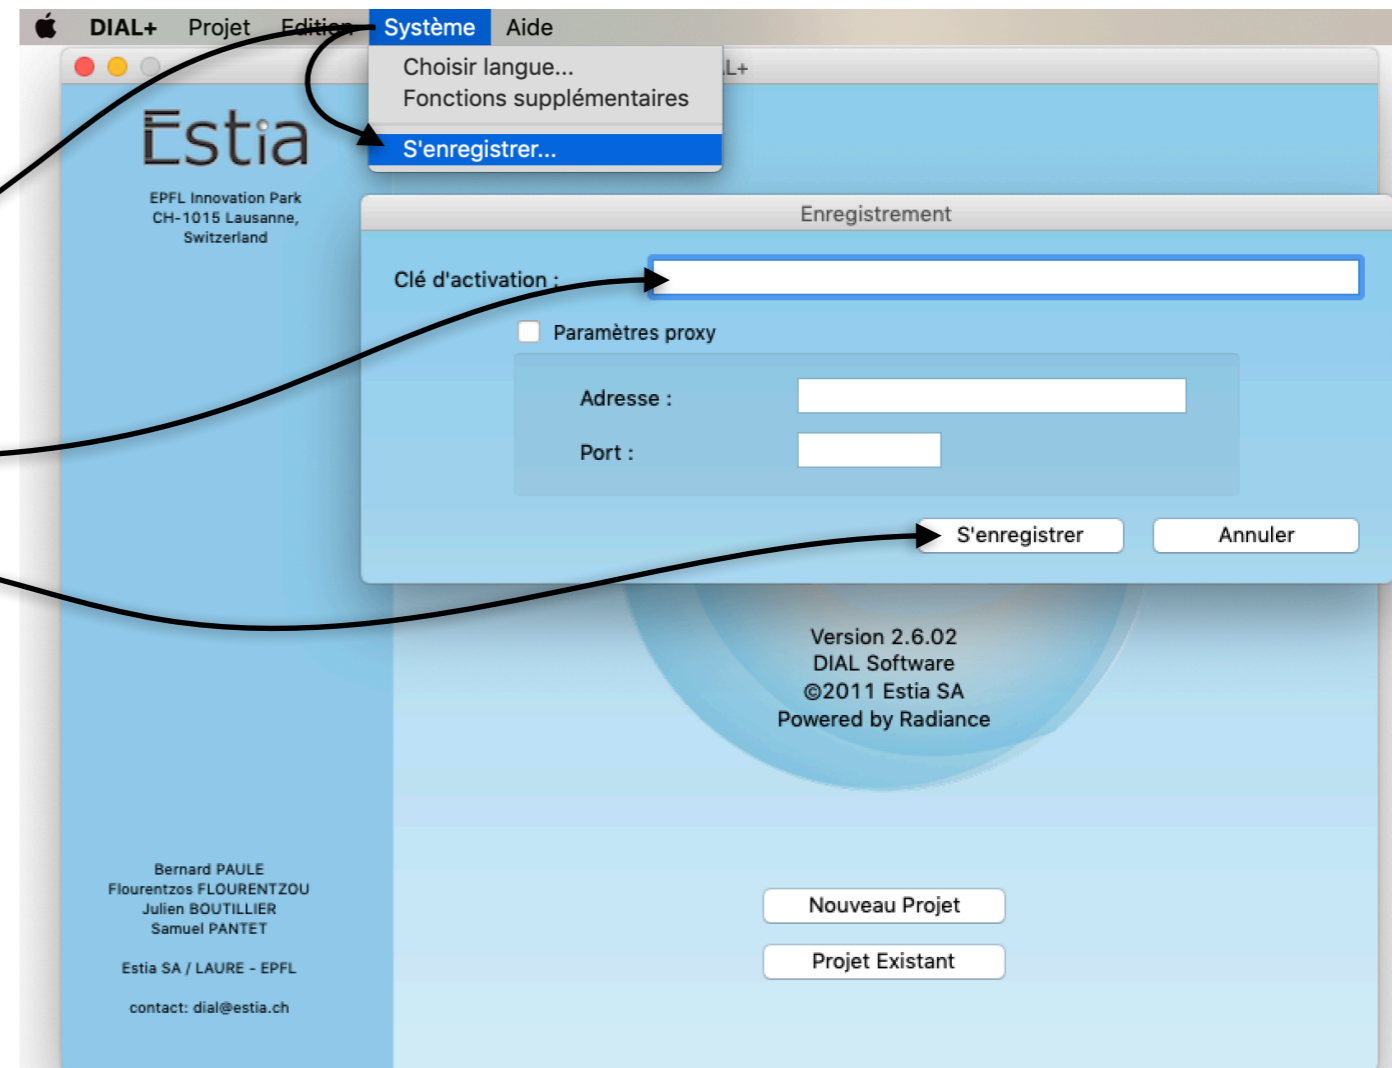 DIAL+ Projet Edition Système Aide
Choisir langue...
Fonctions supplémentaires
S'enregistrer...
L+
Estia
EPFL Innovation Park
CH-1015 Lausanne,
Switzerland
Enregistrement
Clé d'activation :
Paramètres proxy
Adresse :
Port :
S'enregistrer Annuler
Version 2.6.02
DIAL Software
©2011 Estia SA
Powered by Radiance
Bernard PAULE
Flourentzos FLOURENTZOU
Julien BOUTILLIER
Samuel PANTET
Estia SA / LAURE - EPFL
contact: dial@estia.ch
Nouveau Projet
Projet Existant